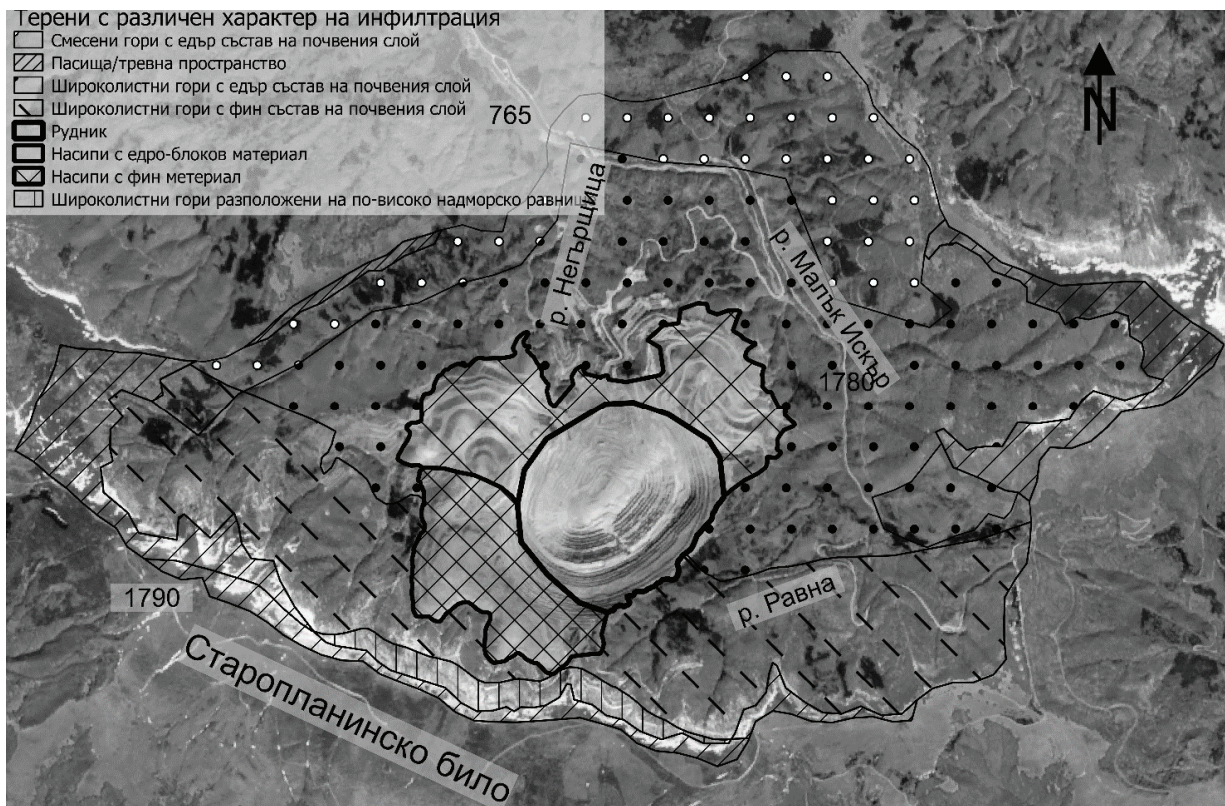 Терени с различен характер на инфилтрация
Смесени гори с едър състав на почвения слой
Пасища/тревна пространство
Широколистни гори с едър състав на почвения слой
Широколистни гори с фин състав на почвения слой
765
Рудник
Насипи с едро-блоков материал
Насипи с фин метериал
Широколистни гори разположени на по-високо надморско равнище
N
р. Негърщица
р. Малък Искър
1780
1790
р. Равна
Старопланинско било